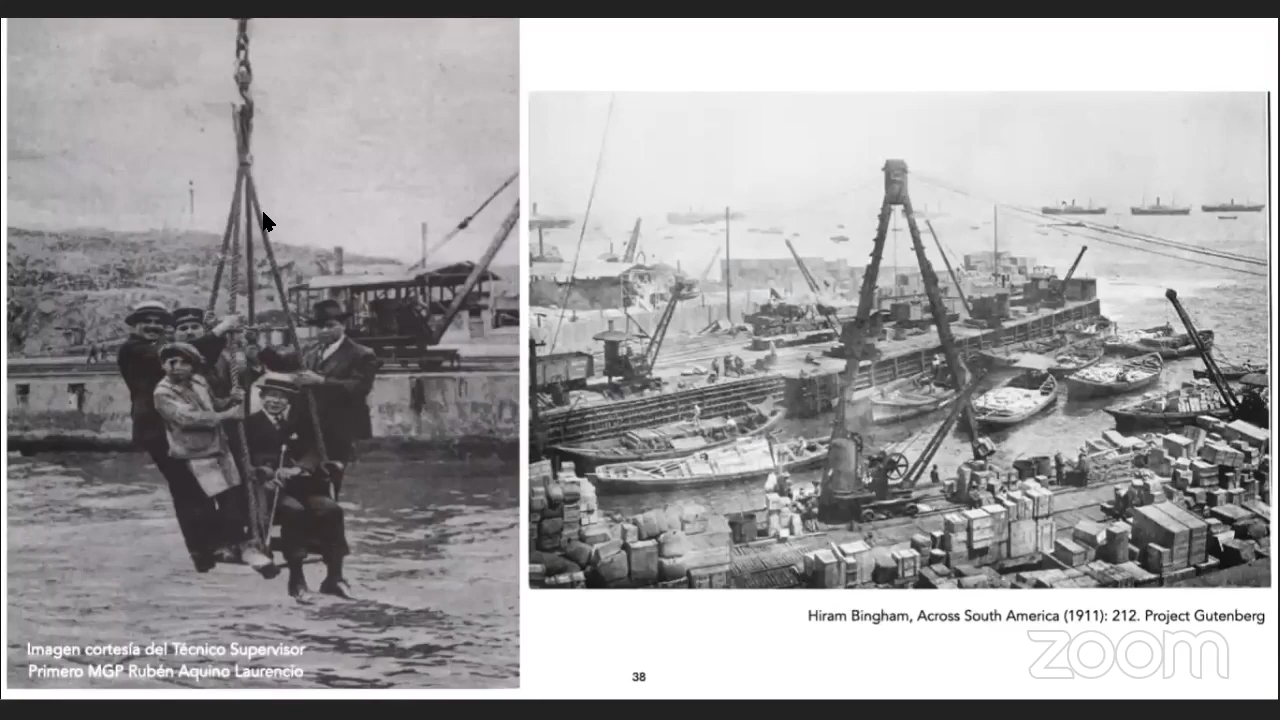 Imagen cortesía del Técnico Supervisor
Primero MGP Rubén Aquino Laurencio
Hiram Bingham, Across South America (1911): 212. Project Gutenberg
38
zoom